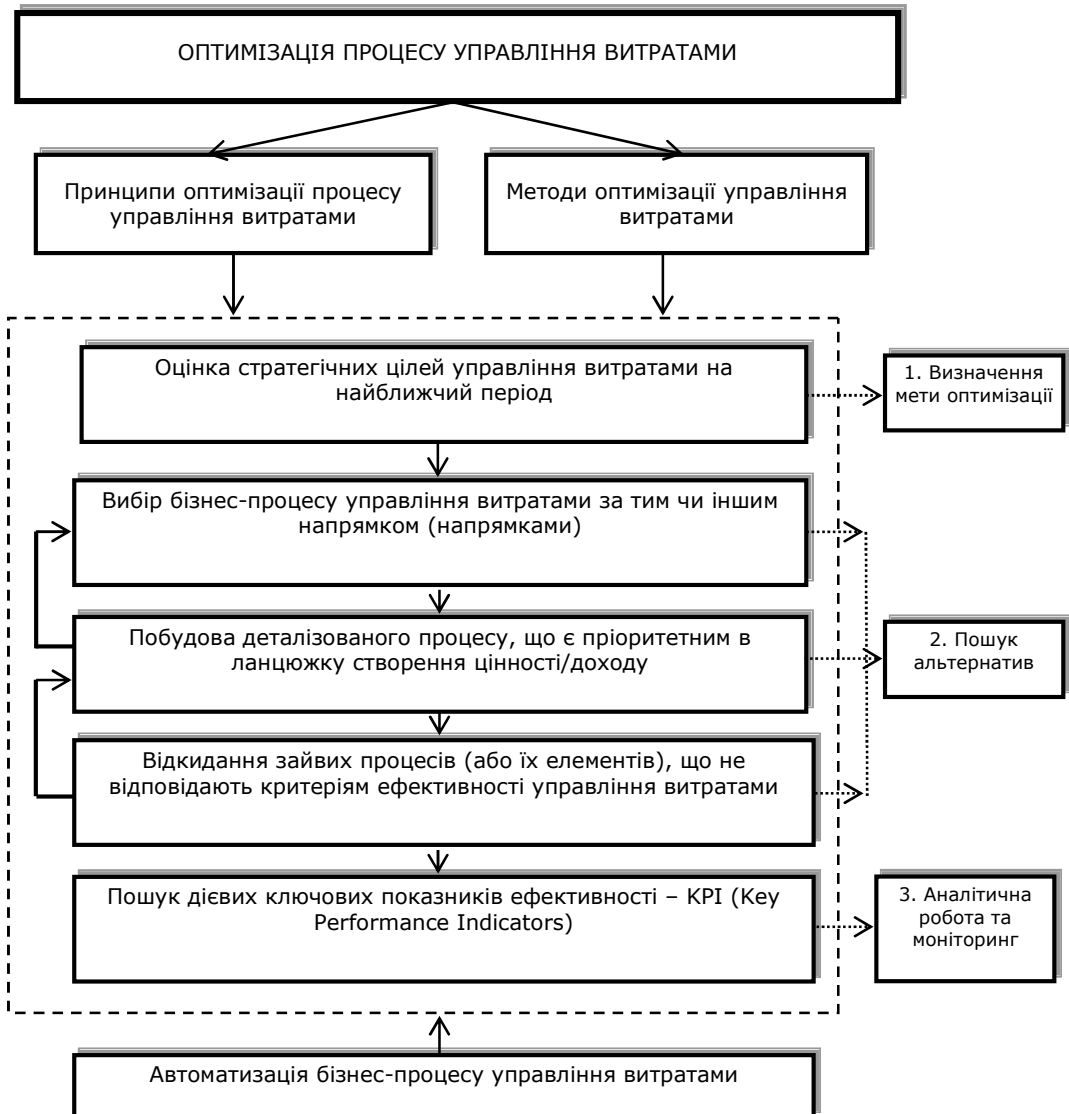 ОПТИМІЗАЦІЯ ПРОЦЕСУ УПРАВЛІННЯ ВИТРАТАМИ
Принципи оптимізації процесу
управління витратами
Методи оптимізації управління
витратами
Оцінка стратегічних цілей управління витратами на
найближчий період
1. Визначення
мети оптимізації
Вибір бізнес-процесу управління витратами за тим чи іншим
напрямком (напрямками)
Побудова деталізованого процесу, що є пріоритетним в
ланцюжку створення цінності/доходу
2. Пошук
альтернатив
Відкидання зайвих процесів (або їх елементів), що не
відповідають критеріям ефективності управління витратами
Пошук дієвих ключових показників ефективності – KPI (Key
Performance Indicators)
3. Аналітична
робота та
моніторинг
Автоматизація бізнес-процесу управління витратами